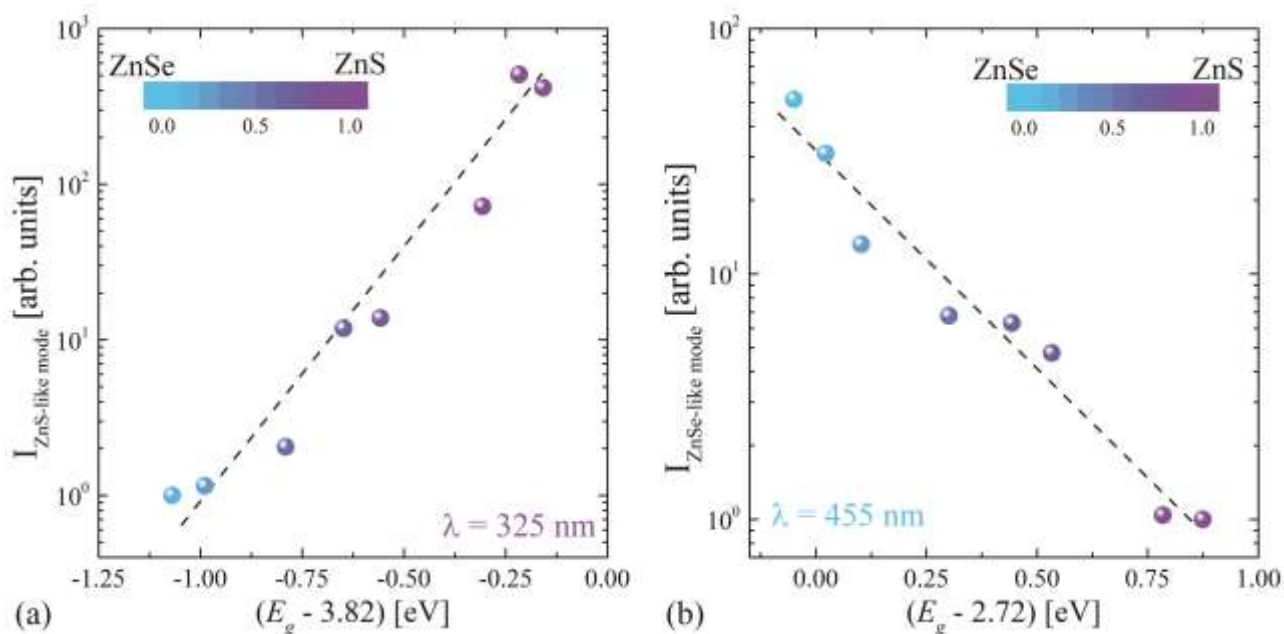 ZnSe ZnS
0.0 0.5 1.0
10³
10²
10¹
10⁰
I ZnS-like mode [arb. units]
λ = 325 nm
-1.25 -1.00 -0.75 -0.50 -0.25 0.00
(a) (E_g - 3.82) [eV]
ZnSe ZnS
0.0 0.5 1.0
10²
10¹
10⁰
I ZnSe-like mode [arb. units]
λ = 455 nm
0.00 0.25 0.50 0.75 1.00
(b) (E_g - 2.72) [eV]